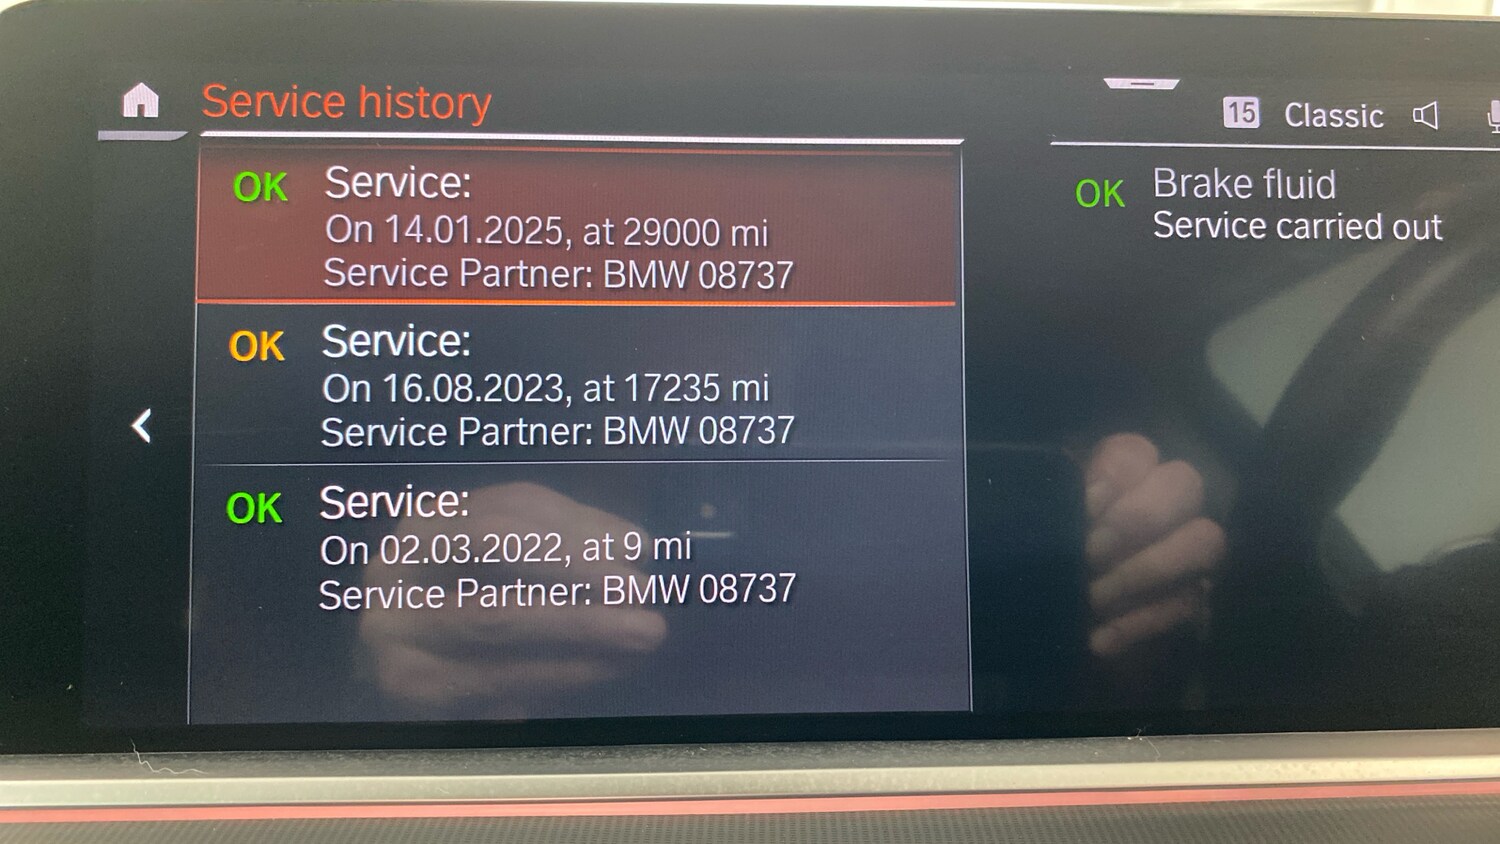 Service history
15 Classic
OK Service:
On 14.01.2025, at 29000 mi
Service Partner: BMW 08737
OK Service:
On 16.08.2023, at 17235 mi
Service Partner: BMW 08737
OK Service:
On 02.03.2022, at 9 mi
Service Partner: BMW 08737
OK Brake fluid
Service carried out